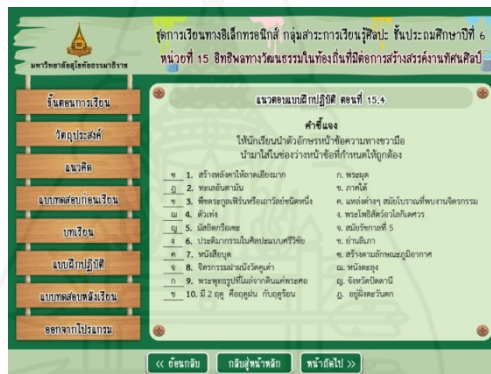 ชุดการเรียนทางอิเล็กทรอนิกส์ กลุ่มสาระการเรียนรู้ศิลปะ ชั้นประถมศึกษาปีที่ 6
หน่วยที่ 15 อิทธิพลทางวัฒนธรรมในท้องถิ่นที่มีต่อการสร้างสรรค์งานทัศนศิลป์
มหาวิทยาลัยสุโขทัยธรรมาธิราช
ขั้นตอนการเรียน
วัตถุประสงค์
แนวคิด
แบบทดสอบก่อนเรียน
บทเรียน
แบบฝึกปฏิบัติ
แบบทดสอบหลังเรียน
ออกจากโปรแกรม
แนวตอบแบบฝึกปฏิบัติ ตอนที่ 15.4
คำชี้แจง
ให้นักเรียนนำตัวอักษรหน้าข้อความทางขวามือ
นำมาใส่ในช่องว่างหน้าข้อที่กำหนดให้ถูกต้อง
1. สร้างหลังคาให้ลาดเอียงมาก ก. พระผุด
ฎ 2. ทะเลอันดามัน ข. ภาคใต้
3. พืชตระกูลเฟิร์นหรือเถาวัลย์ชนิดหนึ่ง ค. แหล่งต่างๆ สมัยโบราณที่พบงานจิตรกรรม
ฌ 4. ตัวเท่ง ง. พระโพธิสัตว์อวโลกิเตศวร
ญ 5. มัสยิดกรือเซะ จ. สมัยรัชกาลที่ 5
ง 6. ประติมากรรมในศิลปะแบบศรีวิชัย ฉ. ย่านลิเภา
ค 7. หนังสือบุด ช. สร้างตามลักษณะภูมิอากาศ
จ 8. จิตรกรรมฝาผนังวัดคูเต่า ฌ. หนังตะลุง
ก 9. พระพุทธรูปที่โผล่จากดินแค่พระศอ ญ. จังหวัดปัตตานี
ข 10. มี 2 ฤดู คือฤดูฝน กับฤดูร้อน ฎ. อยู่ฝั่งตะวันตก
<< ย้อนกลับ กลับสู่หน้าหลัก หน้าถัดไป >>